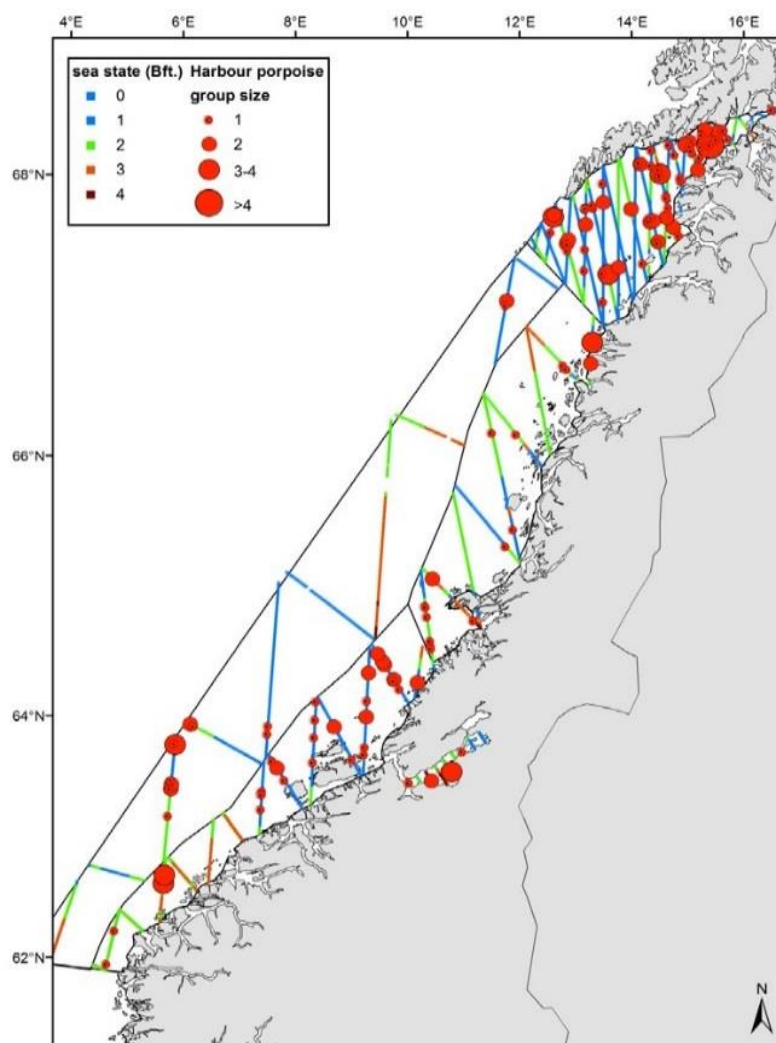 4°E 6°E 8°E 10°E 12°E 14°E 16°E
sea state (Bft.) Harbour porpoise
0 group size
1 1
2 2
3 3-4
4 >4
68°N
66°N
64°N
62°N
N